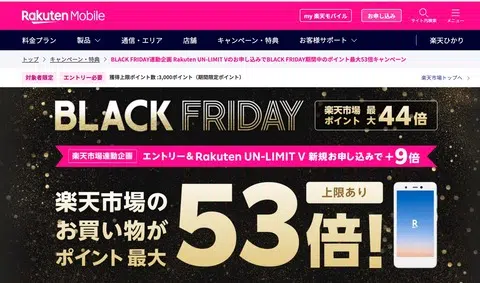 Rakuten Mobile
my 楽天モバイル
お申し込み
サイト内検索
メニュー
料金プラン 製品 通信・エリア 店舗 キャンペーン・特典 お客様サポート 楽天ひかり
トップ > キャンペーン・特典 > BLACK FRIDAY連動企画 Rakuten UN-LIMIT Vのお申し込みでBLACK FRIDAY期間中のポイント最大53倍キャンペーン
対象者限定 エントリー必要 獲得上限ポイント数:3,000ポイント（期間限定ポイント）
楽天市場トップへ
BLACK FRIDAY
楽天市場 最大
ポイント 44倍
楽天市場連動企画 エントリー&Rakuten UN-LIMIT V 新規お申し込みで+9倍
上限あり
楽天市場の
お買い物が
ポイント 最大
53倍!
R